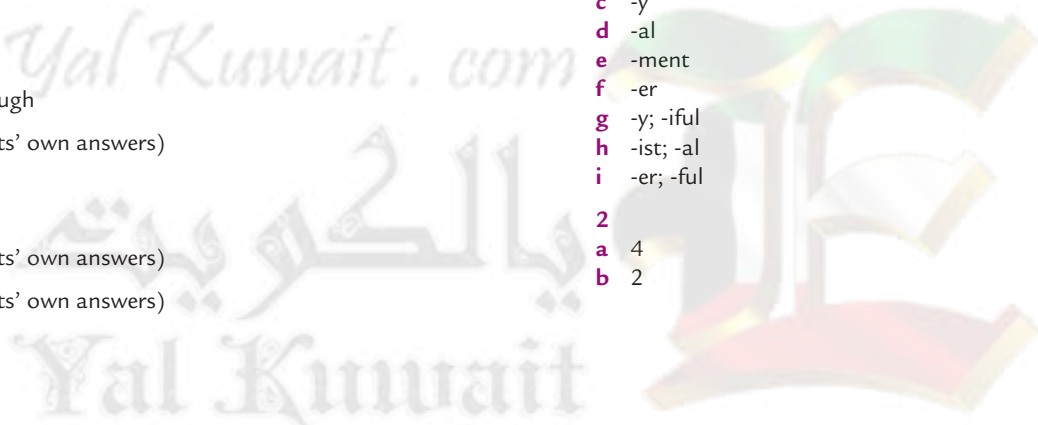 Yal Kuwait . com
ugh
ts' own answers)
يالكويت
ts' own answers)
ts' own answers)
Yal Kuwait
c -y
d -al
e -ment
f -er
g -y; -iful
h -ist; -al
i -er; -ful
2
a 4
b 2